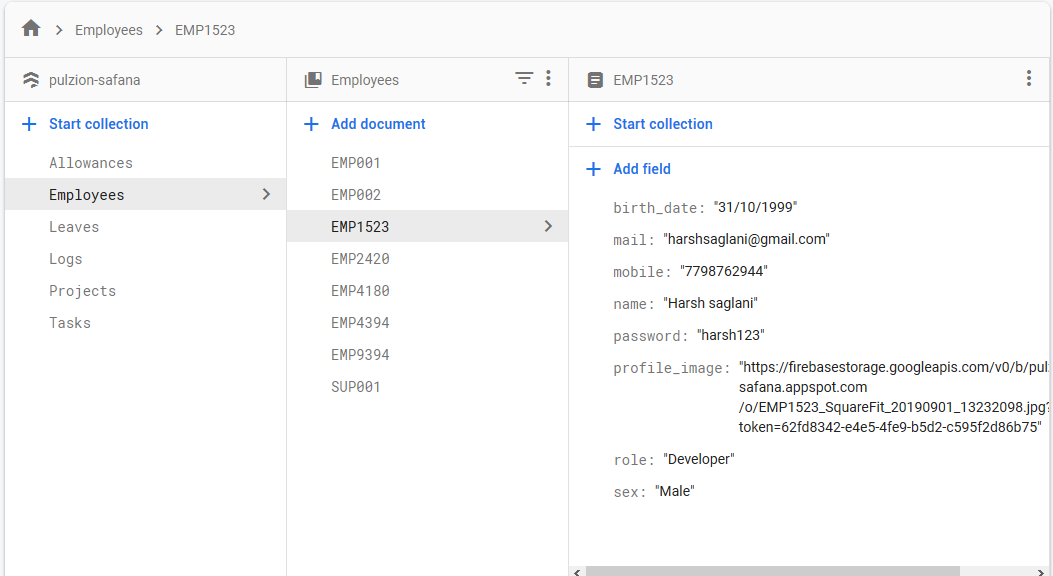 Employees EMP1523
pulzion-safana
Start collection
Allowances
Employees
Leaves
Logs
Projects
Tasks
Employees
Add document
EMP001
EMP002
EMP1523
EMP2420
EMP4180
EMP4394
EMP9394
SUP001
EMP1523
Start collection
Add field
birth_date: "31/10/1999"
mail: "harshsaglani@gmail.com"
mobile: "7798762944"
name: "Harsh saglani"
password: "harsh123"
profile_image: "https://firebasestorage.googleapis.com/v0/b/pul
safana.appspot.com
/o/EMP1523_SquareFit_20190901_13232098.jpg?
token=62fd8342-e4e5-4fe9-b5d2-c595f2d86b75"
role: "Developer"
sex: "Male"